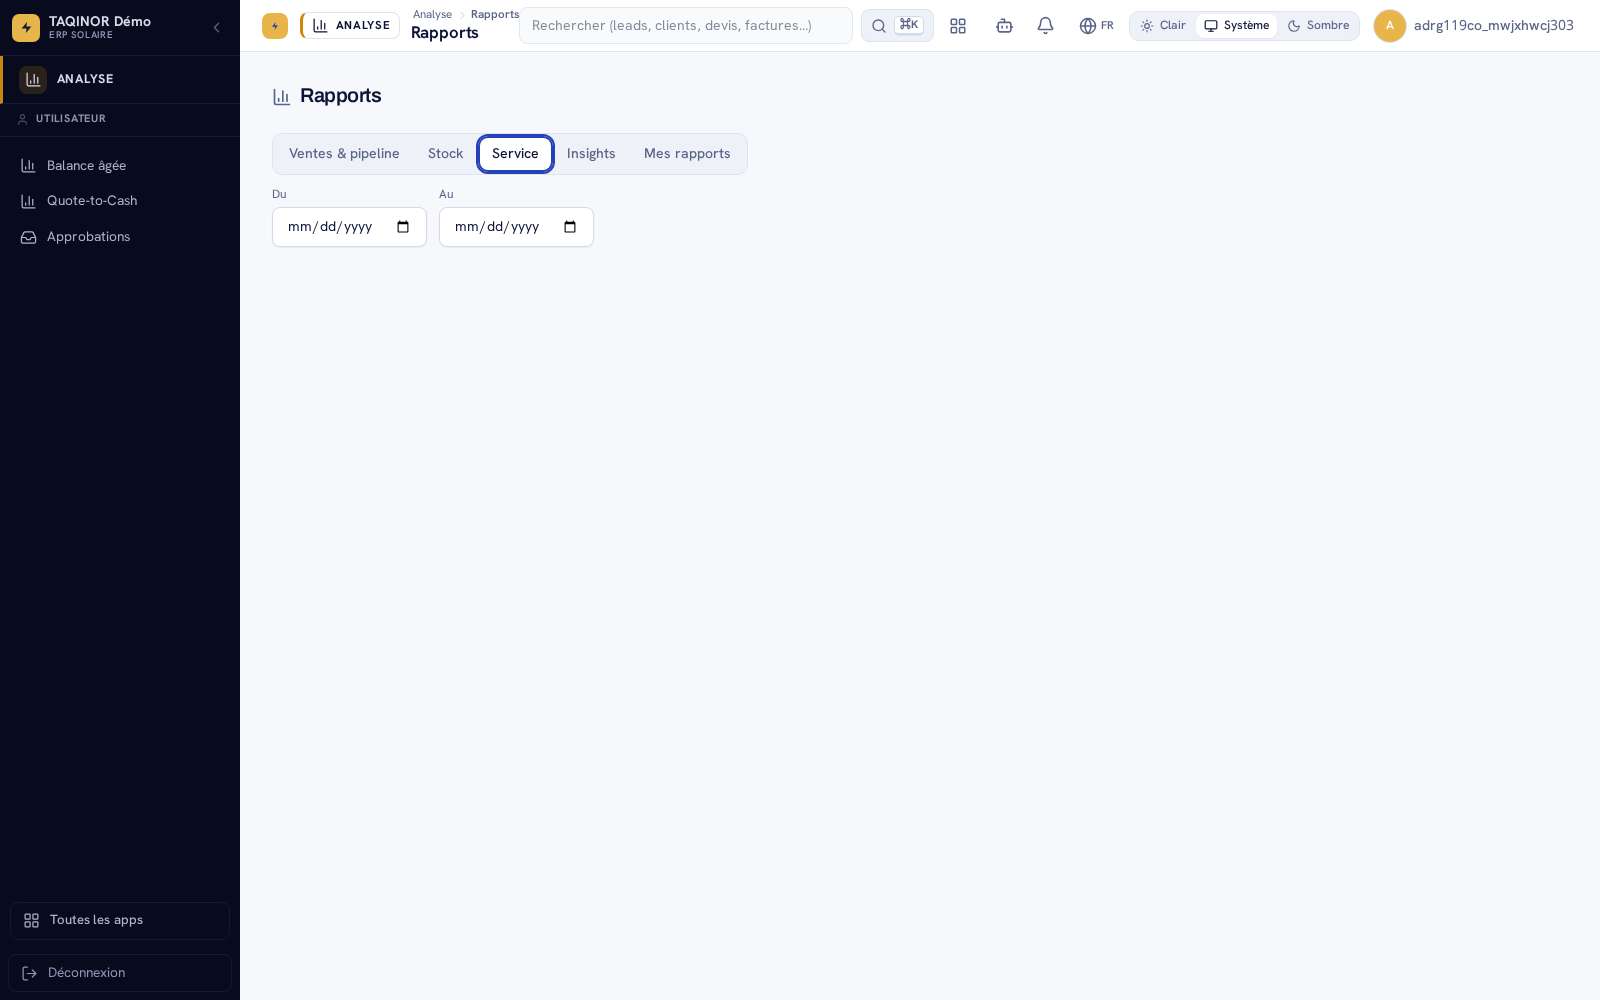 TAQINOR Démo
ERP SOLAIRE
ANALYSE
UTILISATEUR
Balance âgée
Quote-to-Cash
Approbations
Toutes les apps
Déconnexion
ANALYSE
Analyse
Rapports
Rapports
Rechercher (leads, clients, devis, factures…)
⌘K
FR
Clair
Système
Sombre
A
adrg119co_mwjxhwcj303
Rapports
Ventes & pipeline
Stock
Service
Insights
Mes rapports
Du
Au
mm/dd/yyyy
mm/dd/yyyy